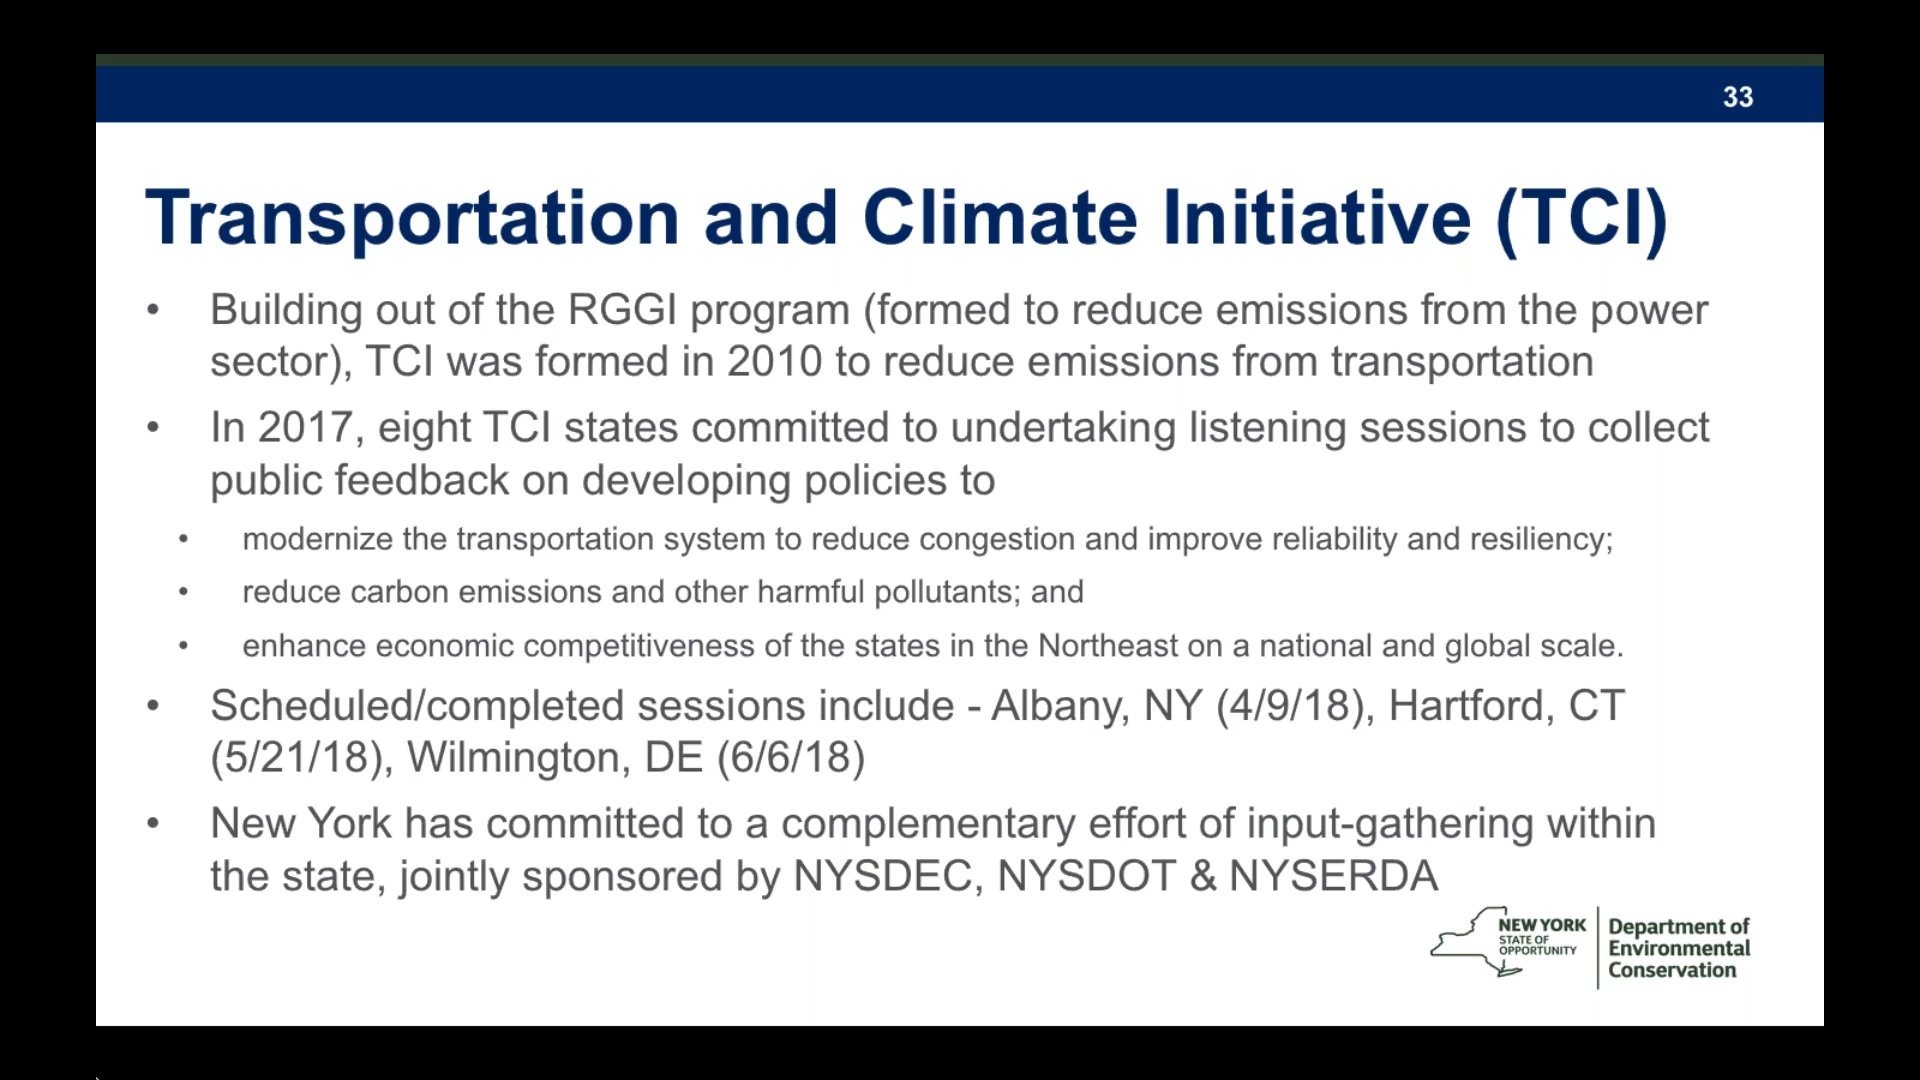 33
Transportation and Climate Initiative (TCI)
• Building out of the RGGI program (formed to reduce emissions from the power
sector), TCI was formed in 2010 to reduce emissions from transportation
• In 2017, eight TCI states committed to undertaking listening sessions to collect
public feedback on developing policies to
• modernize the transportation system to reduce congestion and improve reliability and resiliency;
• reduce carbon emissions and other harmful pollutants; and
• enhance economic competitiveness of the states in the Northeast on a national and global scale.
• Scheduled/completed sessions include - Albany, NY (4/9/18), Hartford, CT
(5/21/18), Wilmington, DE (6/6/18)
• New York has committed to a complementary effort of input-gathering within
the state, jointly sponsored by NYSDEC, NYSDOT & NYSERDA
NEW YORK
STATE OF
OPPORTUNITY
Department of
Environmental
Conservation